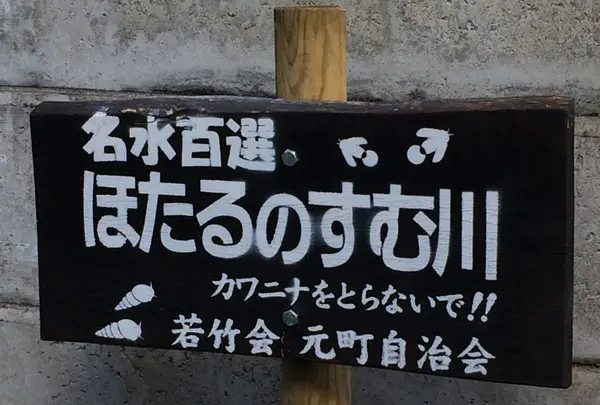 名水百選
ほたるのすむ川
カワニナをとらないで!!
若竹会 元町自治会